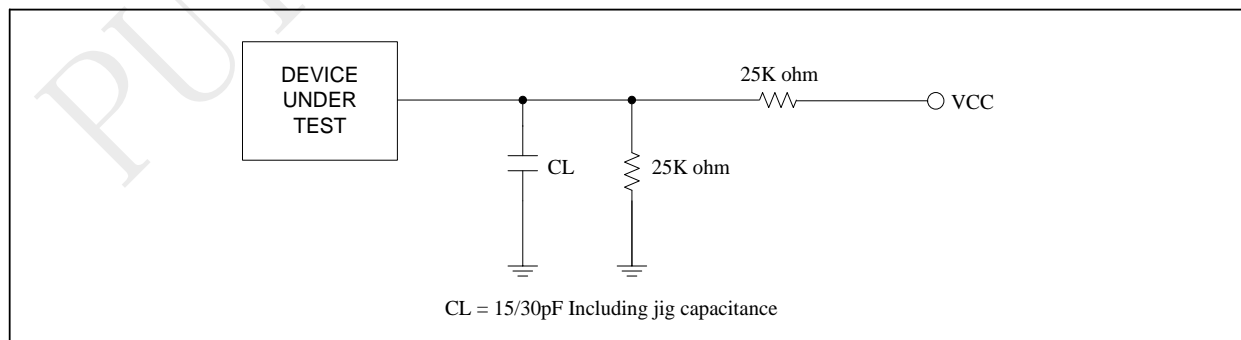 DEVICE
UNDER
TEST
25K ohm
VCC
CL
25K ohm
CL = 15/30pF Including jig capacitance